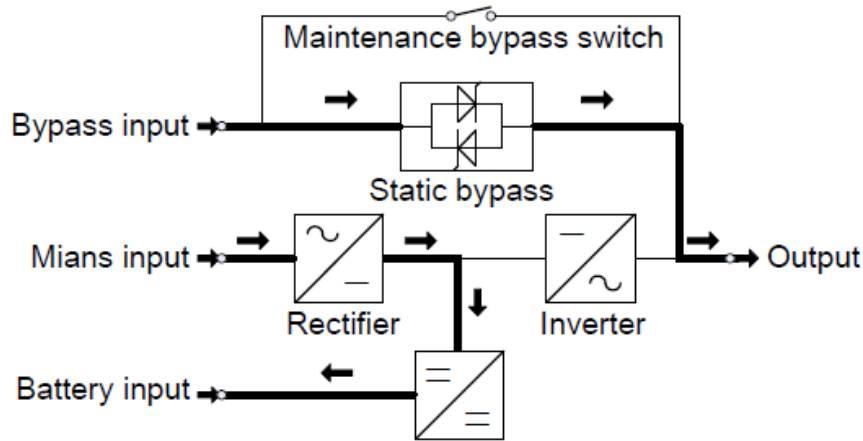 Maintenance bypass switch
Bypass input
Static bypass
Mians input
Output
Rectifier
Inverter
Battery input